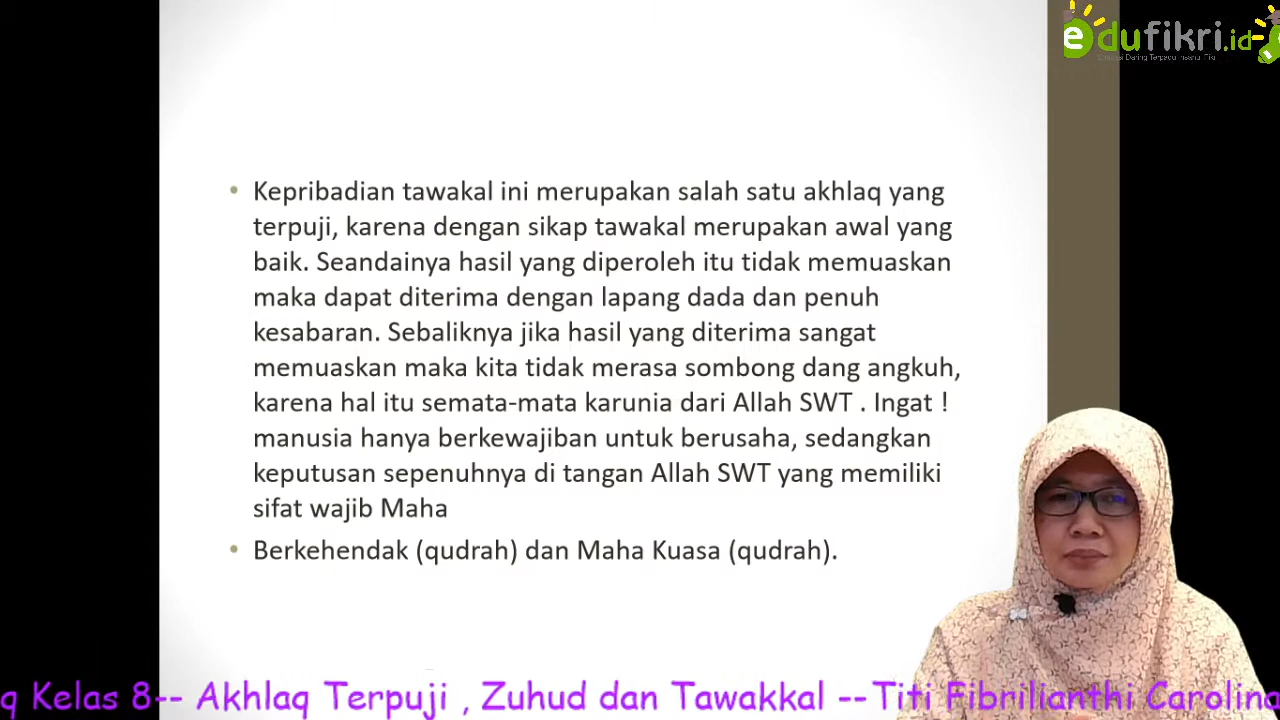 edufikri.id
• Kepribadian tawakal ini merupakan salah satu akhlaq yang
terpuji, karena dengan sikap tawakal merupakan awal yang
baik. Seandainya hasil yang diperoleh itu tidak memuaskan
maka dapat diterima dengan lapang dada dan penuh
kesabaran. Sebaliknya jika hasil yang diterima sangat
memuaskan maka kita tidak merasa sombong dang angkuh,
karena hal itu semata-mata karunia dari Allah SWT . Ingat !
manusia hanya berkewajiban untuk berusaha, sedangkan
keputusan sepenuhnya di tangan Allah SWT yang memiliki
sifat wajib Maha
• Berkehendak (qudrah) dan Maha Kuasa (qudrah).
q Kelas 8-- Akhlaq Terpuji , Zuhud dan Tawakkal --Titi Fibrilianthi Carolina